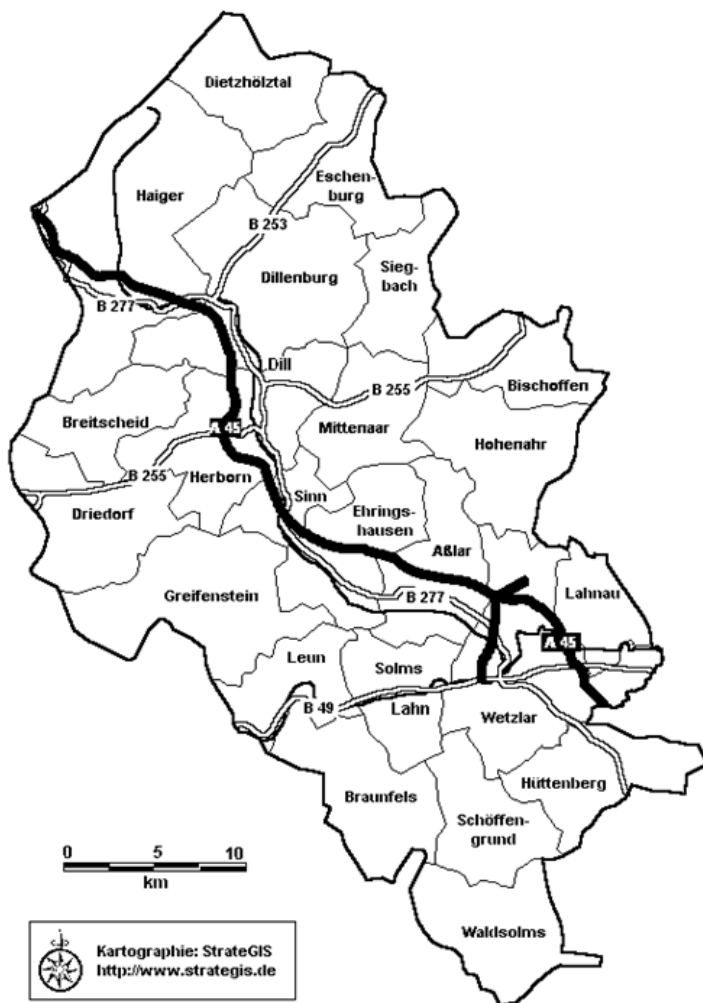 Dietzhölztal
Haiger
Eschen-
burg
B 253
Dillenburg
Sieg-
bach
B 277
Dill
B 255
Bischoffen
Breitscheid
A 45
Mittenaar
Hohenahr
B 255
Herborn
Sinn
Driedorf
Ehrings-
hausen
Aßlar
Greifenstein
B 277
Lahnau
A 45
Leun
Solms
B 49
Lahn
Wetzlar
Hüttenberg
Braunfels
Schöffen-
grund
0 5 10
km
Waldsolms
Kartographie: StrateGIS
http://www.strategis.de